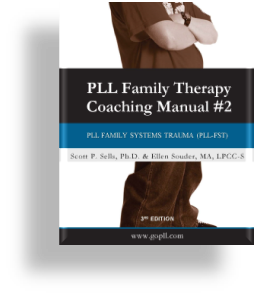 PLL Family Therapy
Coaching Manual #2
PLL FAMILY SYSTEMS TRAUMA (PLL-FST)
Scott P. Sells, Ph.D. & Ellen Souder, MA, LPCC-S
3RD EDITION
www.gopll.com